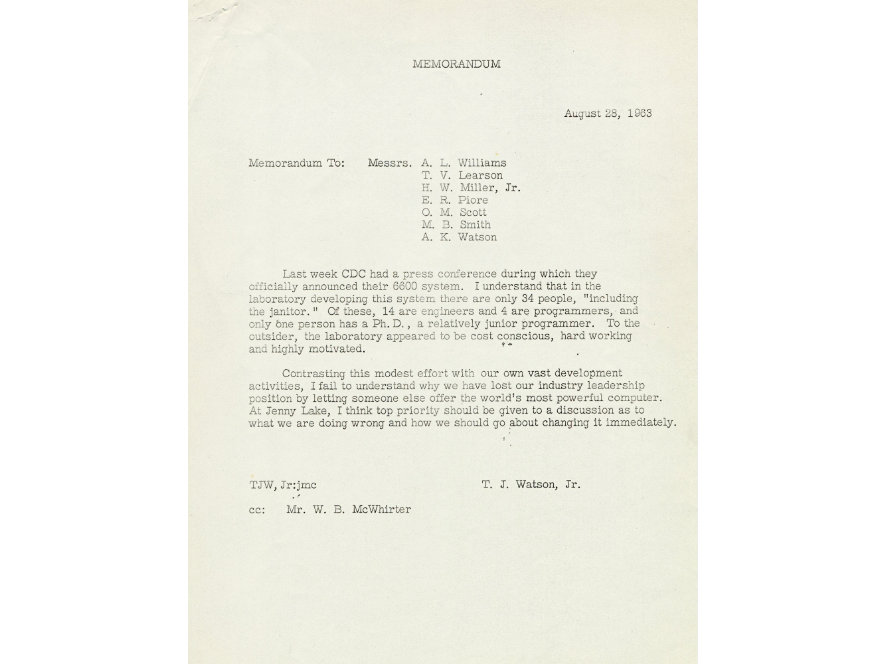 MEMORANDUM
August 28, 1963
Memorandum To: Messrs. A. L. Williams
T. V. Learson
H. W. Miller, Jr.
E. R. Piore
O. M. Scott
M. B. Smith
A. K. Watson
Last week CDC had a press conference during which they
officially announced their 6600 system. I understand that in the
laboratory developing this system there are only 34 people, "including
the janitor." Of these, 14 are engineers and 4 are programmers, and
only one person has a Ph. D., a relatively junior programmer. To the
outsider, the laboratory appeared to be cost conscious, hard working
and highly motivated.
Contrasting this modest effort with our own vast development
activities, I fail to understand why we have lost our industry leadership
position by letting someone else offer the world's most powerful computer.
At Jenny Lake, I think top priority should be given to a discussion as to
what we are doing wrong and how we should go about changing it immediately.
TJW, Jr:jmc T. J. Watson, Jr.
cc: Mr. W. B. McWhirter